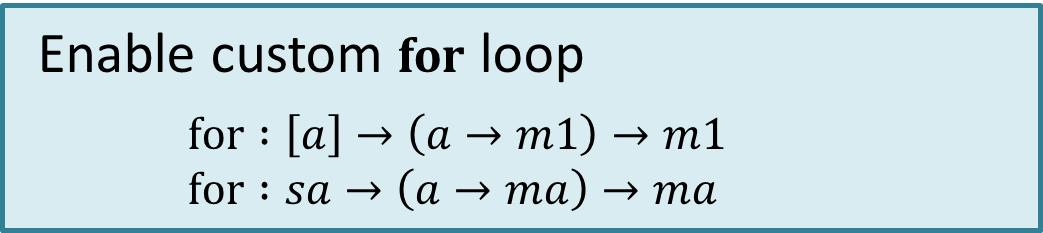 Enable custom for loop
for : [a] → (a → m1) → m1
for : sa → (a → ma) → ma